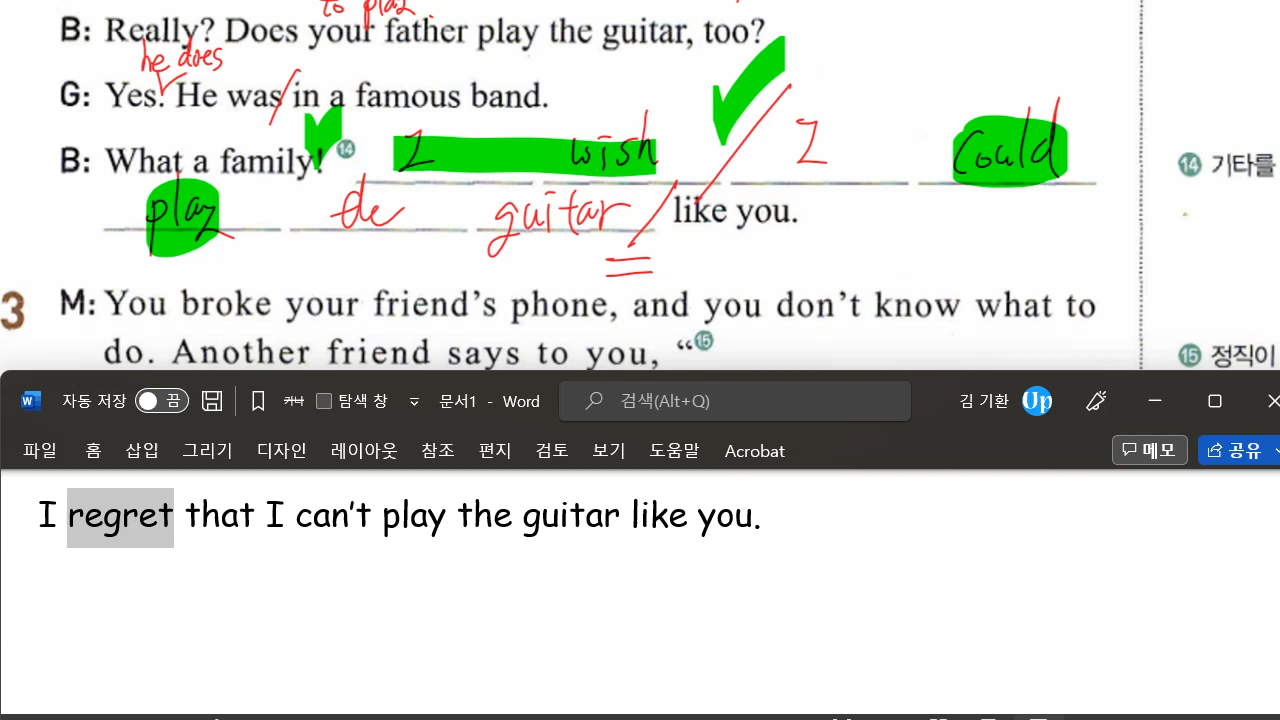 to play.
B: Really? Does your father play the guitar, too?
he does
G: Yes. He was in a famous band.
B: What a family! ⑭ I wish I could
⑭ 기타를
play the guitar like you.
3 M: You broke your friend's phone, and you don't know what to
do. Another friend says to you, “⑮
⑮ 정직이
자동 저장 끔 가나 탐색 창 문서1 - Word 검색(Alt+Q) 김 기환 Up
파일 홈 삽입 그리기 디자인 레이아웃 참조 편지 검토 보기 도움말 Acrobat 메모 공유
I regret that I can't play the guitar like you.